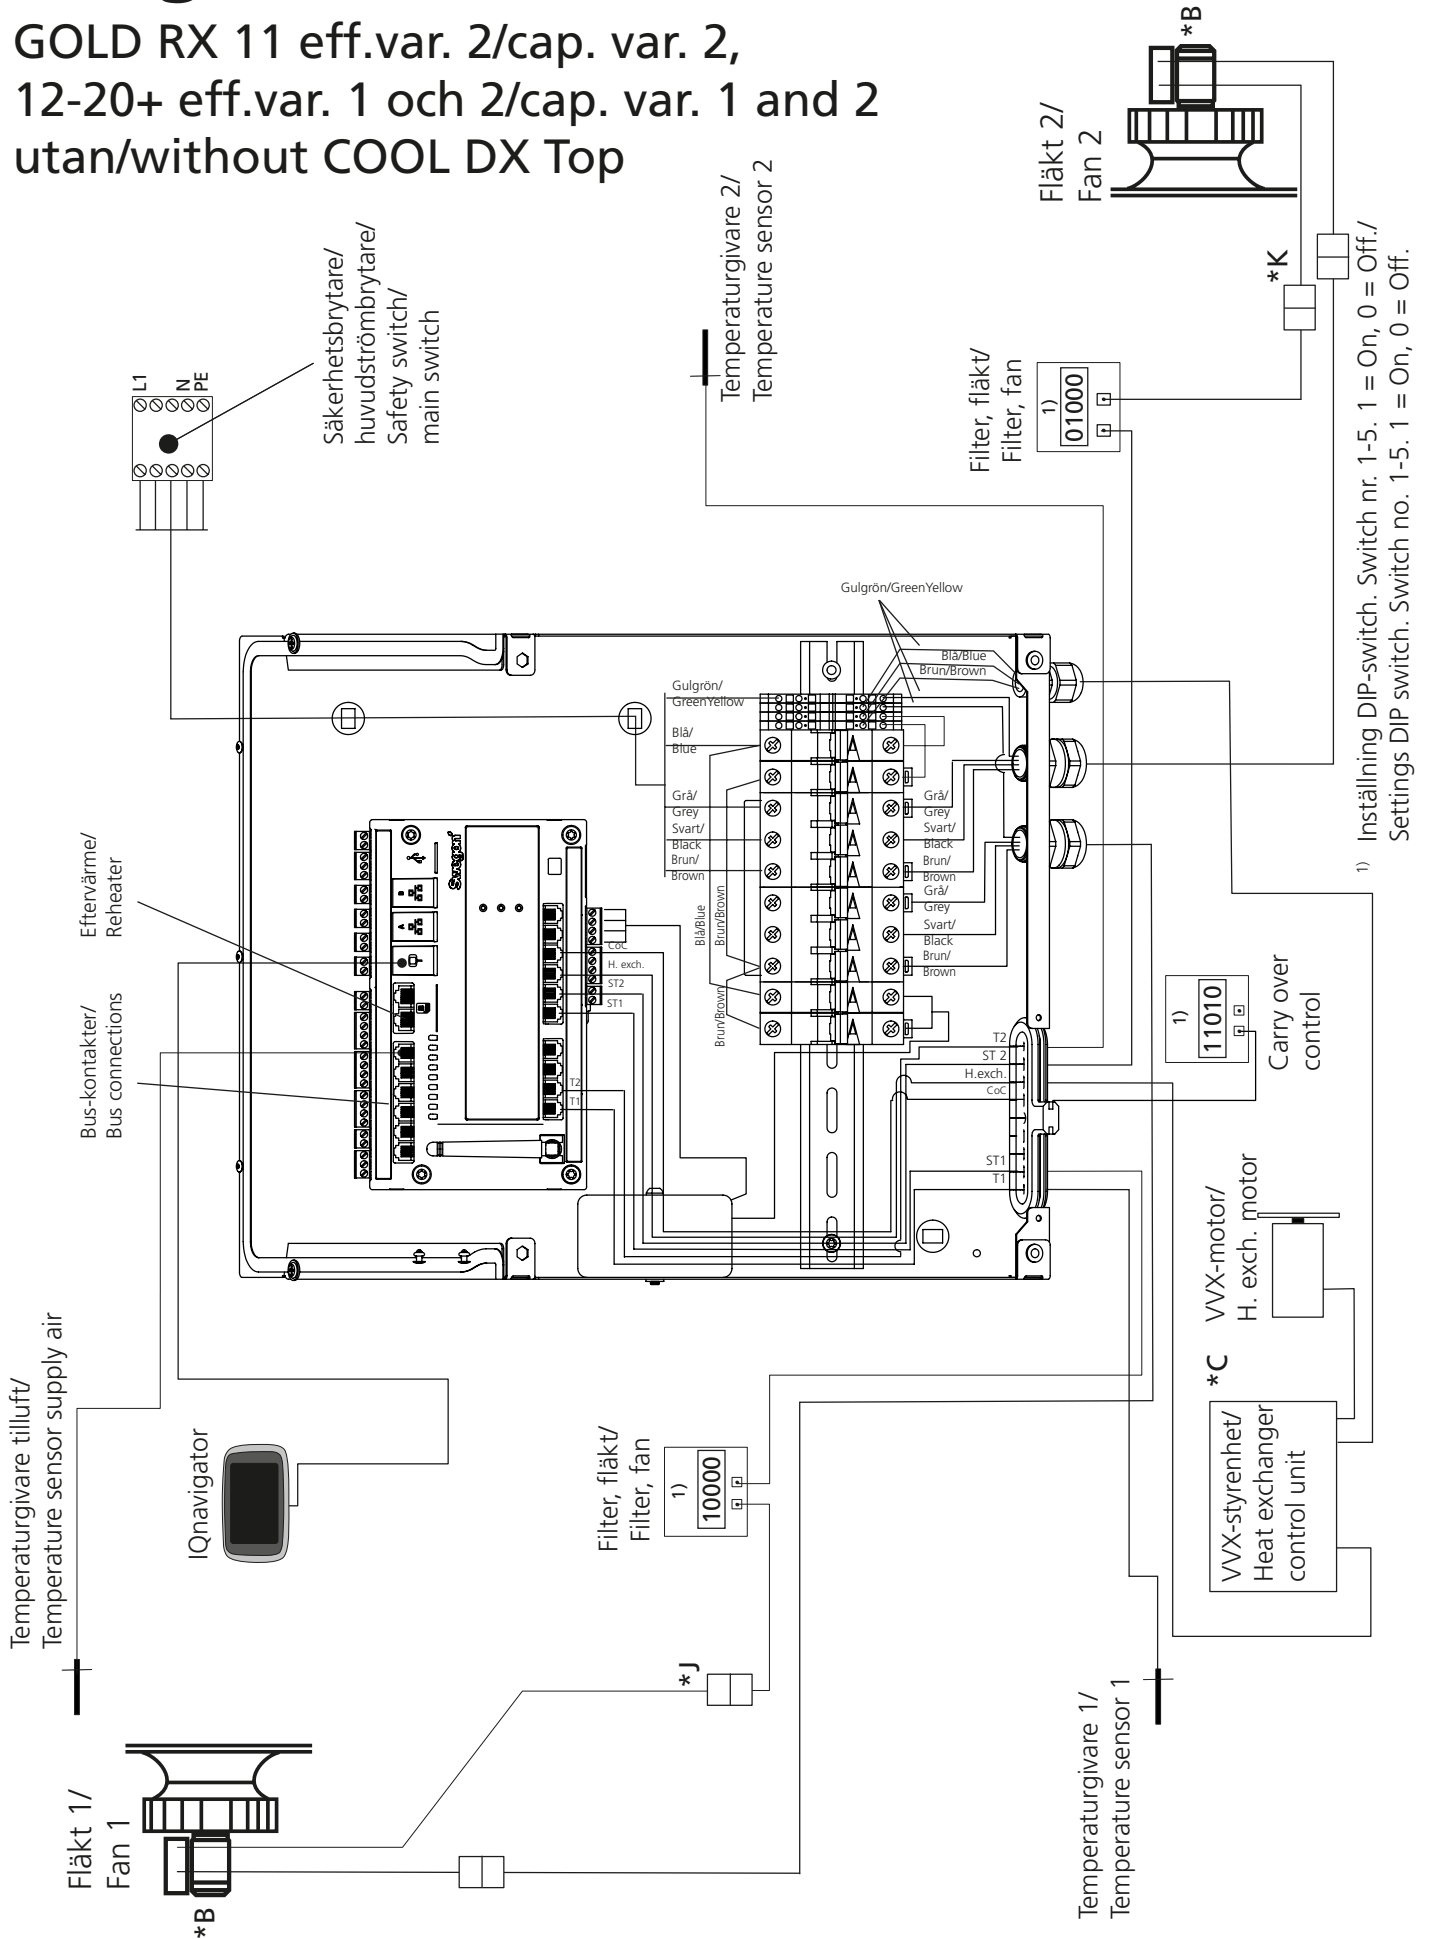 GOLD RX 11 eff.var. 2/cap. var. 2,
12-20+ eff.var. 1 och 2/cap. var. 1 and 2
utan/without COOL DX Top
*B
Fläkt 2/
Fan 2
*K
L1
N
PE
Säkerhetsbrytare/
huvudströmbrytare/
Safety switch/
main switch
Temperaturgivare 2/
Temperature sensor 2
Filter, fläkt/
Filter, fan
1)
01000
1) Inställning DIP-switch. Switch nr. 1-5. 1 = On, 0 = Off./
Settings DIP switch. Switch no. 1-5. 1 = On, 0 = Off.
Gulgrön/GreenYellow
Blå/Blue
Brun/Brown
Gulgrön/
GreenYellow
Blå/
Blue
Grå/
Grey
Svart/
Black
Brun/
Brown
Grå/
Grey
Svart/
Black
Brun/
Brown
Grå/
Grey
Svart/
Black
Brun/
Brown
Blå/Blue
Brun/Brown
Brun/Brown
Eftervärme/
Reheater
Bus-kontakter/
Bus connections
Swegon
B
A
CoC
H. exch.
ST2
ST1
T2
T1
T2
ST 2
H.exch.
CoC
ST1
T1
1)
11010
Carry over
control
VVX-motor/
H. exch. motor
*C
VVX-styrenhet/
Heat exchanger
control unit
Temperaturgivare tilluft/
Temperature sensor supply air
IQnavigator
Filter, fläkt/
Filter, fan
1)
10000
*J
Fläkt 1/
Fan 1
*B
Temperaturgivare 1/
Temperature sensor 1